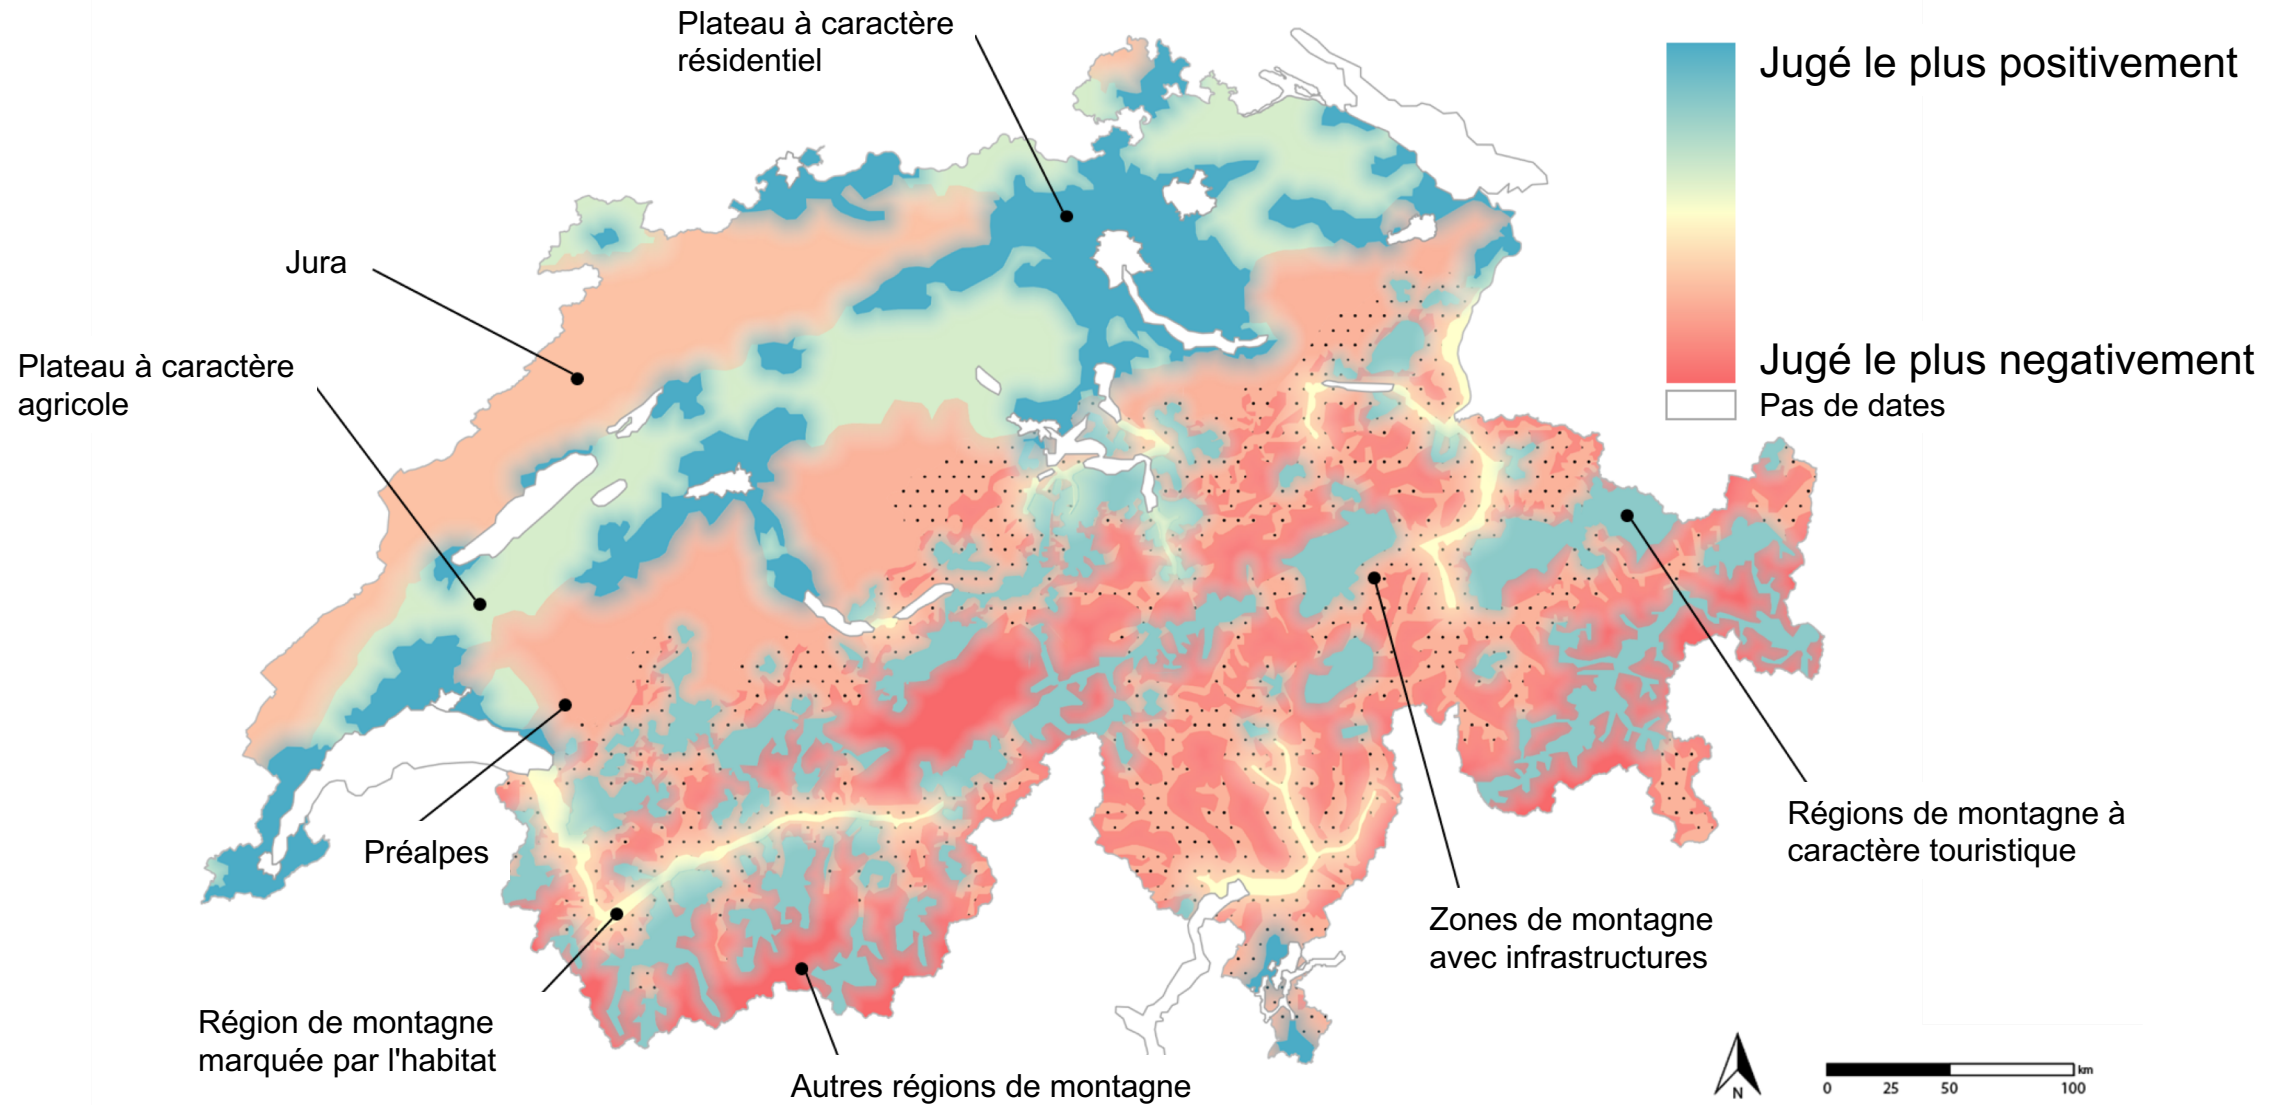 Plateau à caractère
résidentiel
Jugé le plus positivement
Jura
Plateau à caractère
agricole
Jugé le plus negativement
Pas de dates
Préalpes
Régions de montagne à
caractère touristique
Zones de montagne
avec infrastructures
Région de montagne
marquée par l'habitat
Autres régions de montagne
N
km
0 25 50 100